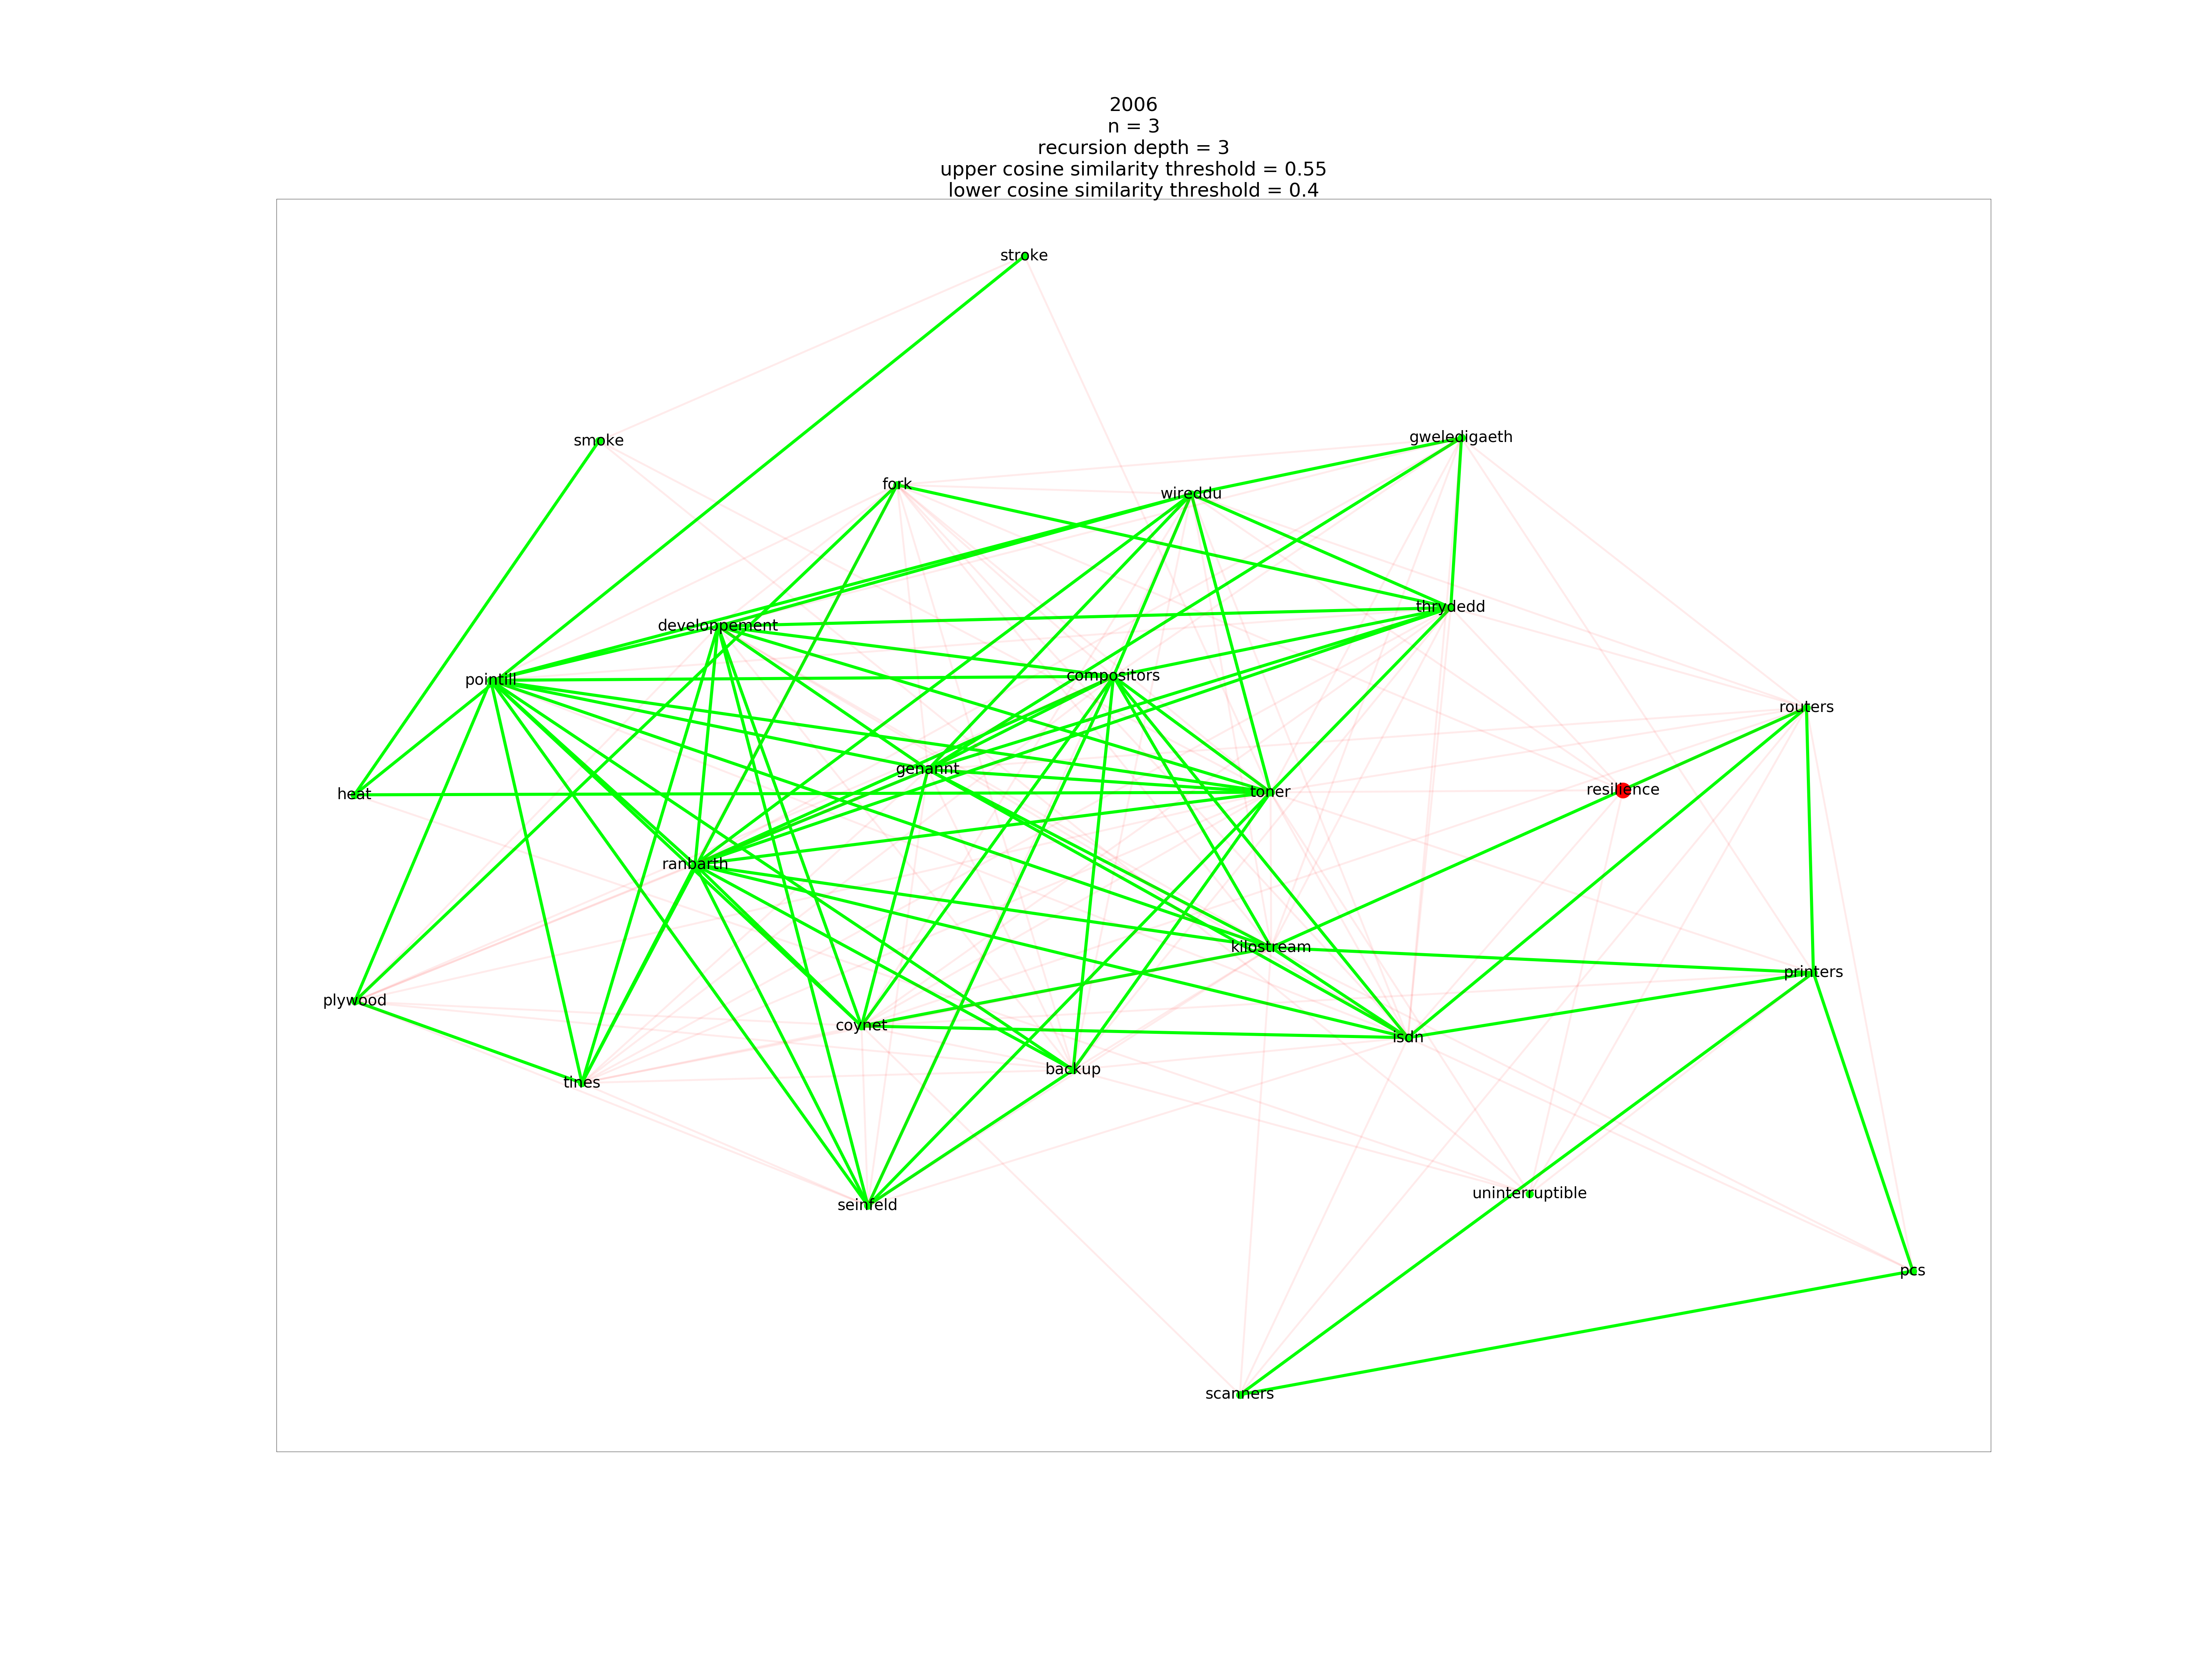 2006
n = 3
recursion depth = 3
upper cosine similarity threshold = 0.55
lower cosine similarity threshold = 0.4
stroke
smoke
gweledigaeth
fork
wireddu
thrydedd
developpement
compositors
pointill
routers
genannt
resilience
toner
heat
ranbarth
kilostream
printers
plywood
coynet
isdn
backup
tines
uninterruptible
seinfeld
pcs
scanners